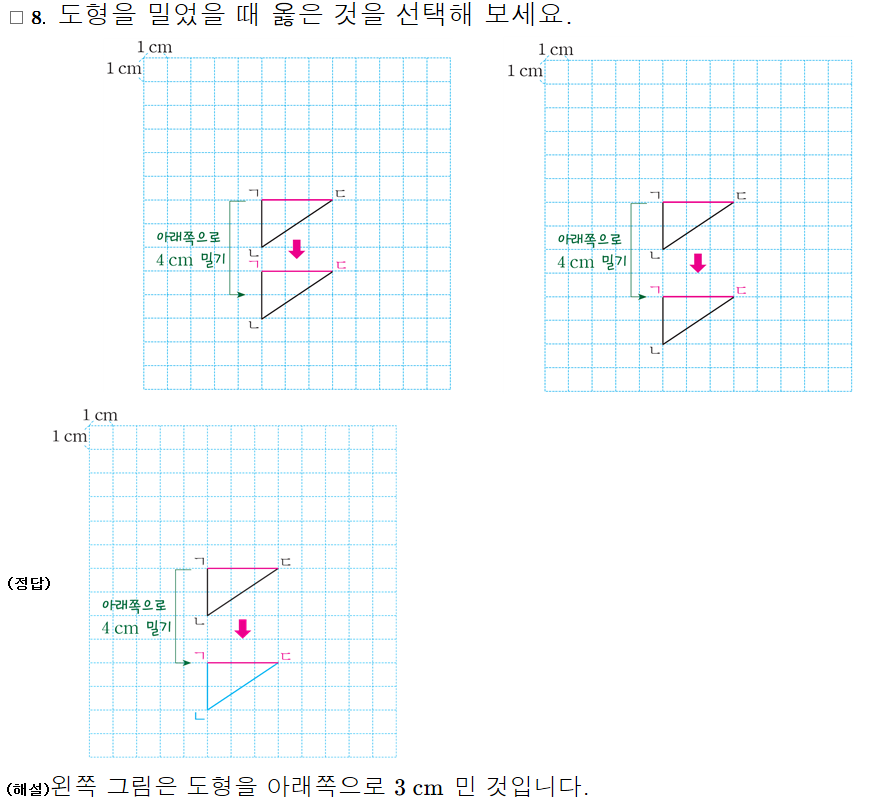 □ 8. 도형을 밀었을 때 옳은 것을 선택해 보세요.
1 cm
1 cm
ㄱ ㄷ
아래쪽으로
4 cm 밀기
ㄴ
ㄱ ㄷ
ㄴ
1 cm
1 cm
ㄱ ㄷ
아래쪽으로
4 cm 밀기
ㄴ
ㄱ ㄷ
ㄴ
(정답)
1 cm
1 cm
ㄱ ㄷ
아래쪽으로
4 cm 밀기
ㄴ
ㄱ ㄷ
ㄴ
(해설)왼쪽 그림은 도형을 아래쪽으로 3 cm 민 것입니다.